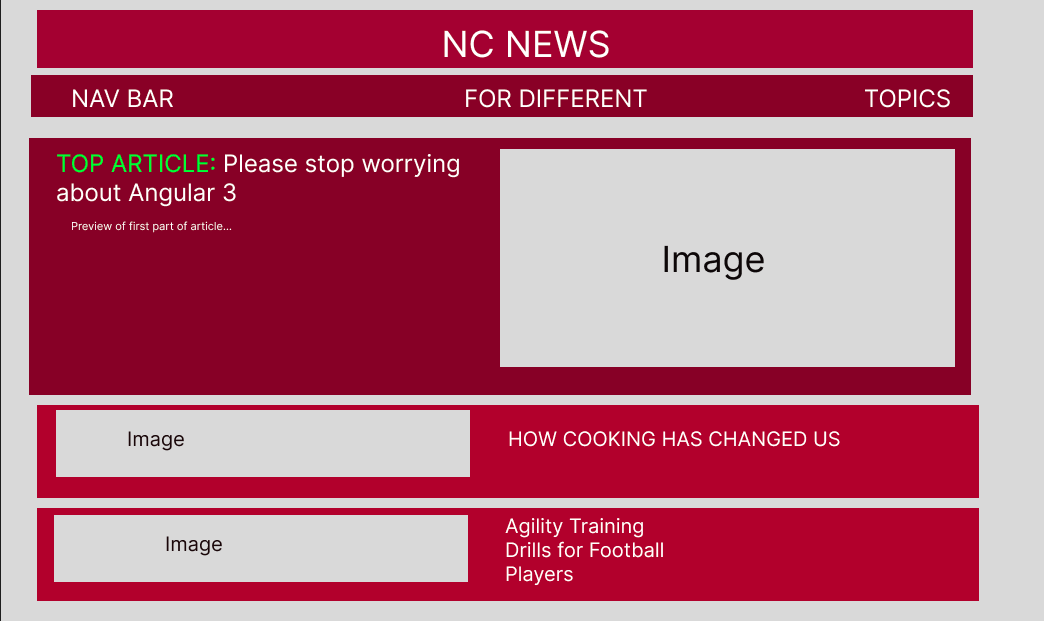 NC NEWS
NAV BAR FOR DIFFERENT TOPICS
TOP ARTICLE: Please stop worrying
about Angular 3
Preview of first part of article...
Image
Image
HOW COOKING HAS CHANGED US
Image
Agility Training
Drills for Football
Players